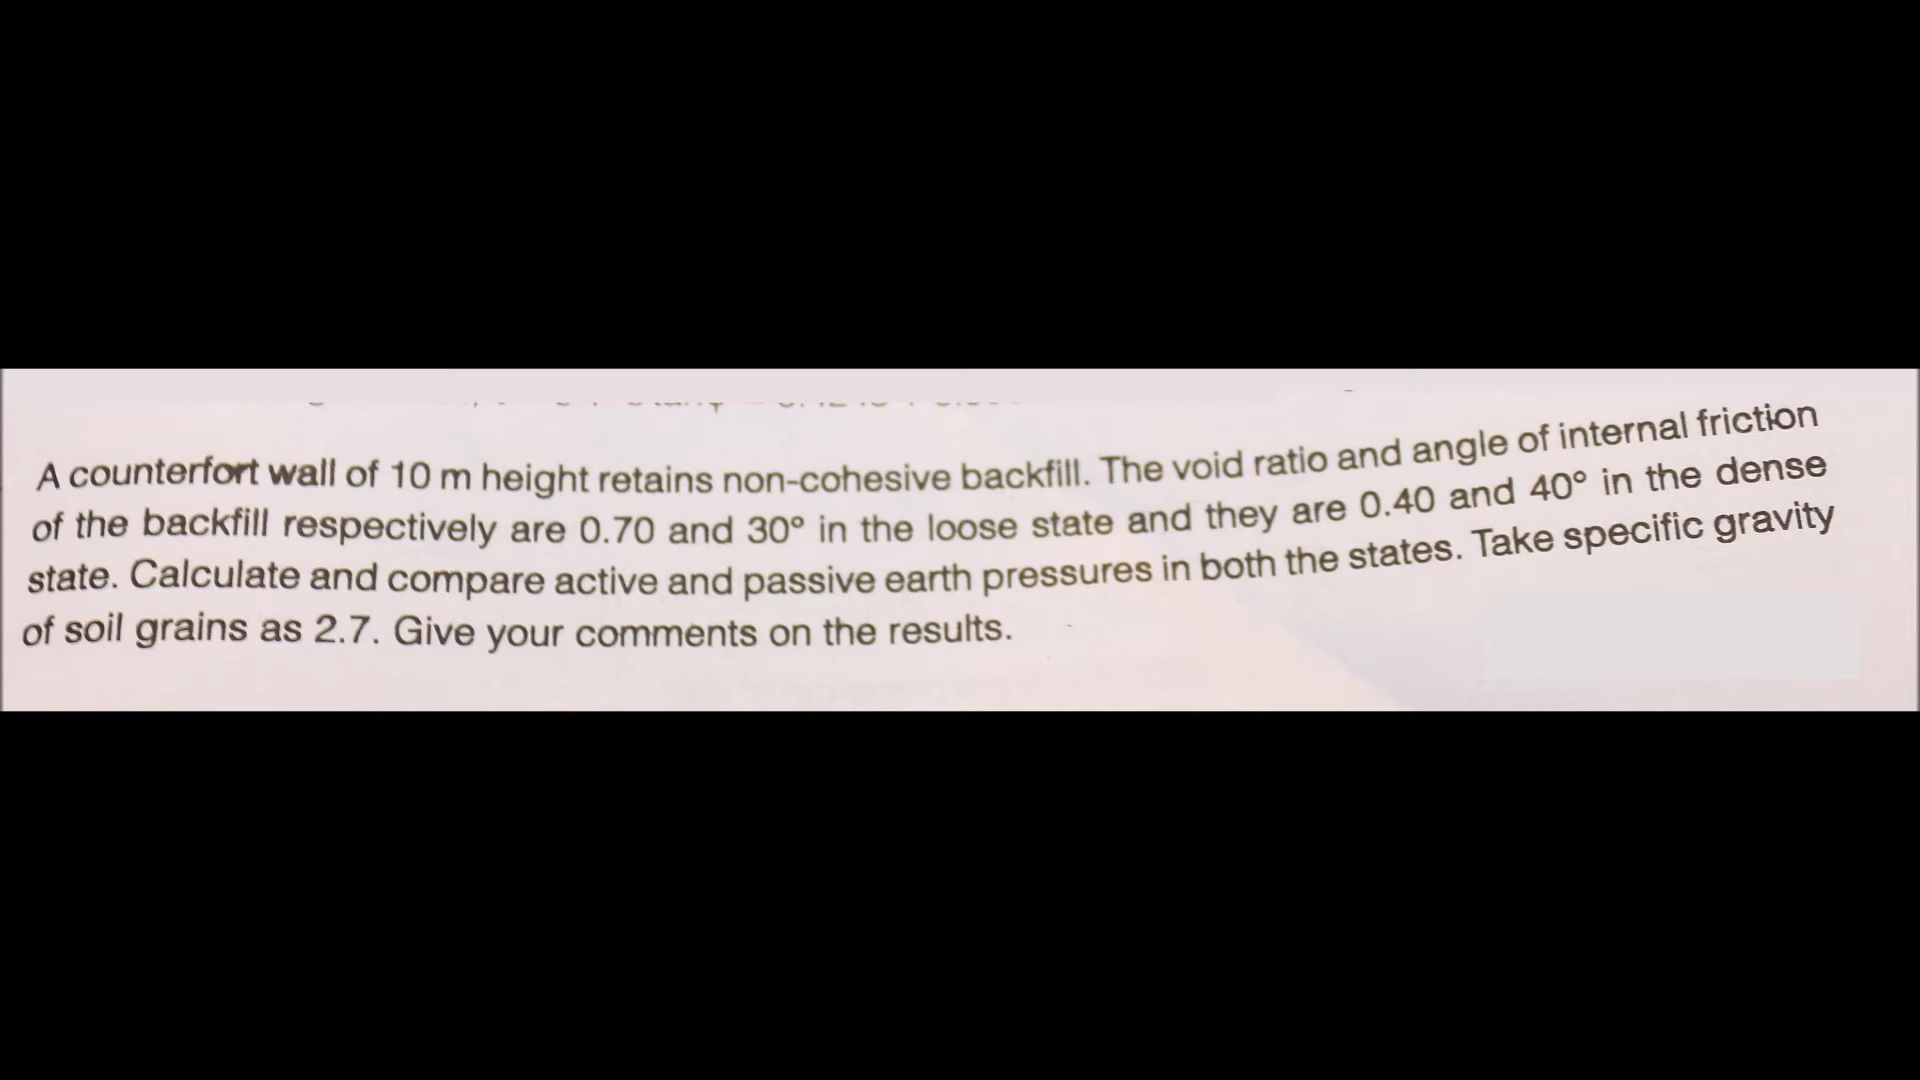 A counterfort wall of 10 m height retains non-cohesive backfill. The void ratio and angle of internal friction
of the backfill respectively are 0.70 and 30° in the loose state and they are 0.40 and 40° in the dense
state. Calculate and compare active and passive earth pressures in both the states. Take specific gravity
of soil grains as 2.7. Give your comments on the results.